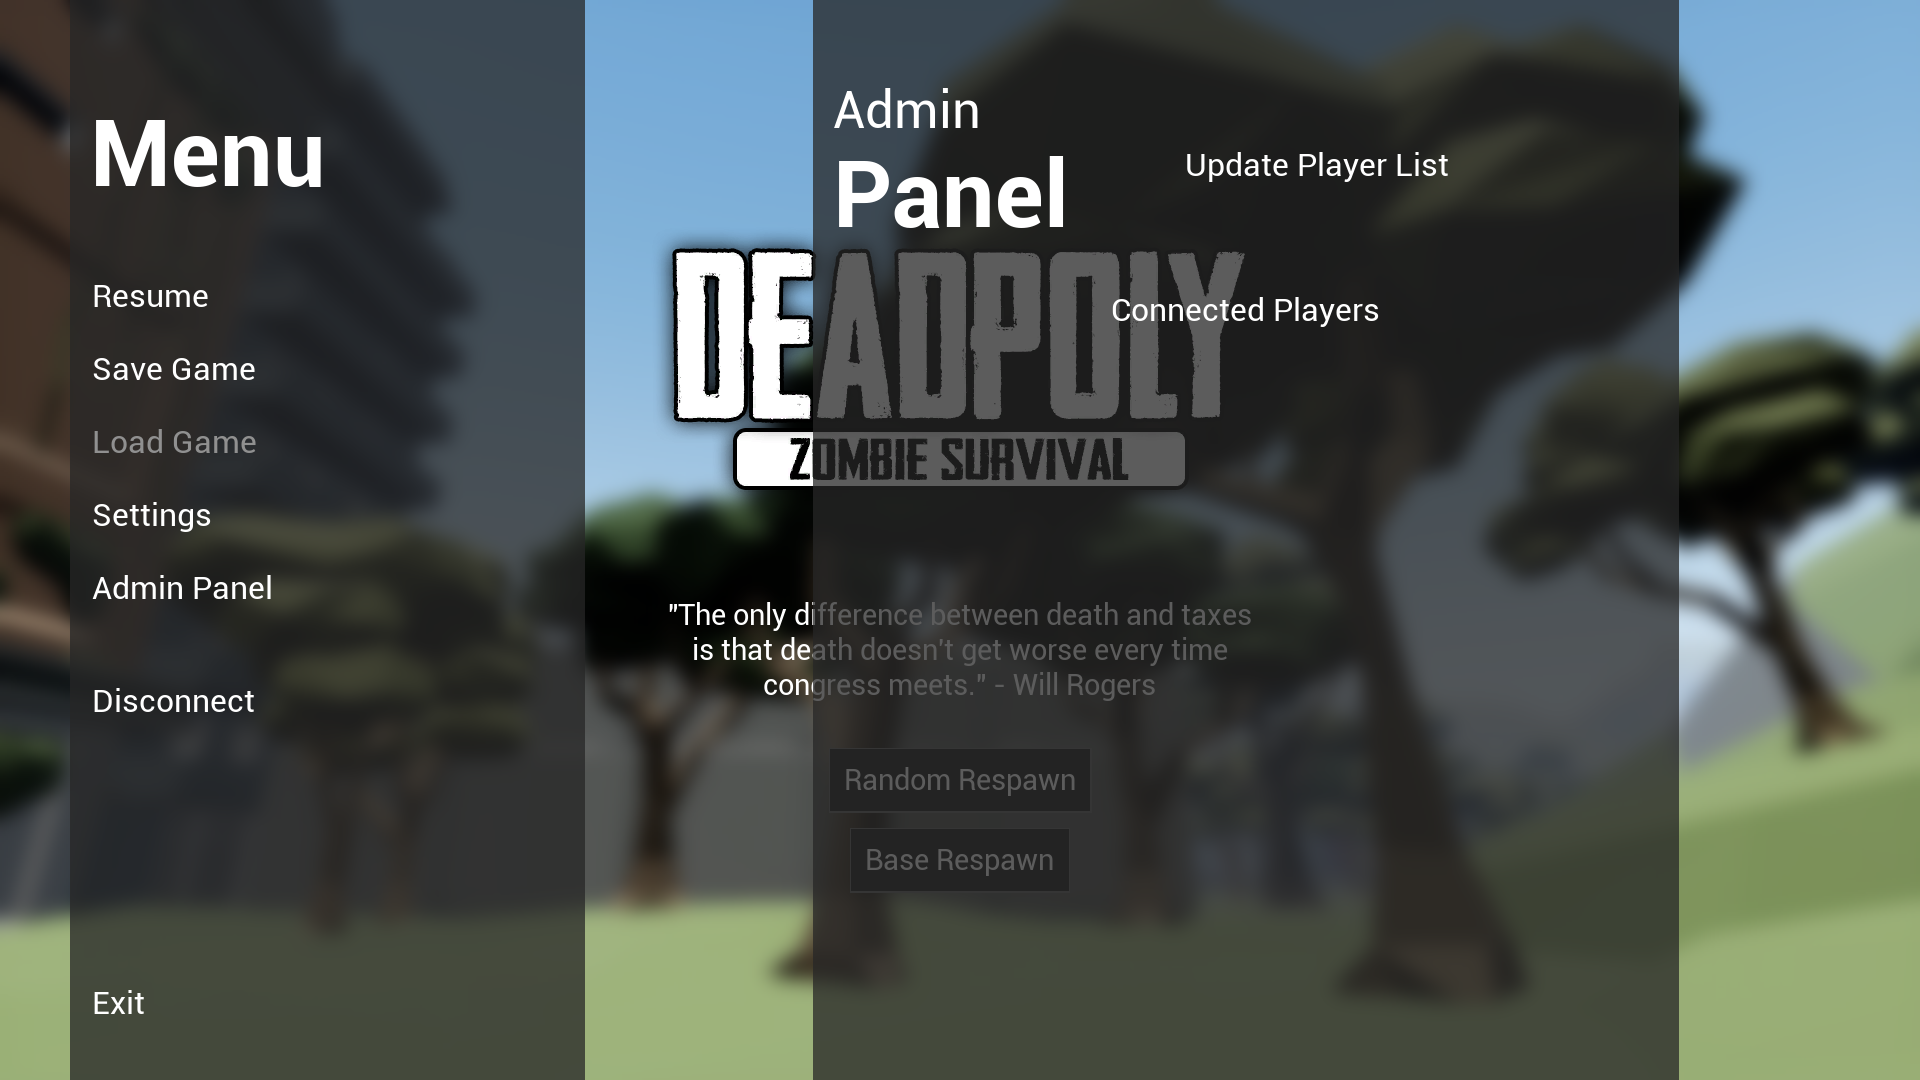 Menu
Resume
Save Game
Load Game
Settings
Admin Panel
Disconnect
Exit
Admin
Panel
Update Player List
Connected Players
DEADPOLY
ZOMBIE SURVIVAL
"The only difference between death and taxes
is that death doesn't get worse every time
congress meets." - Will Rogers
Random Respawn
Base Respawn